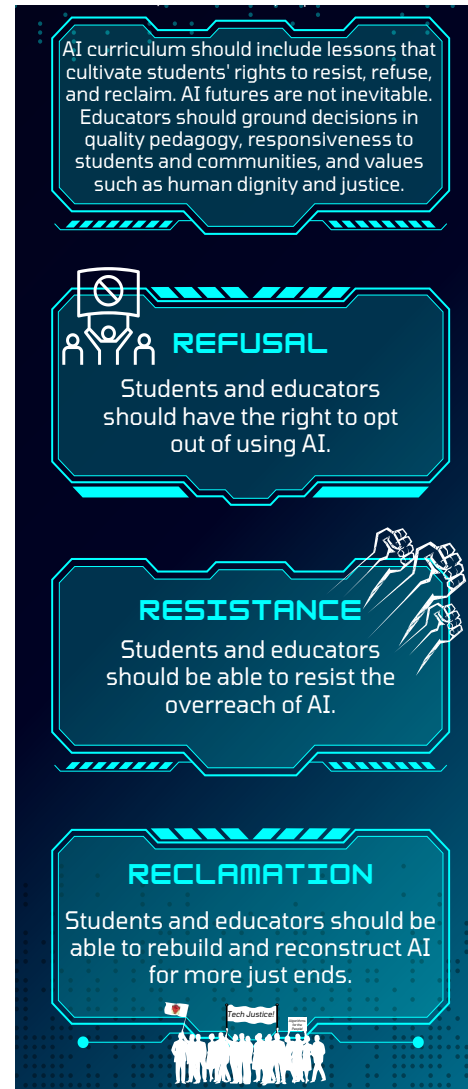 AI curriculum should include lessons that
cultivate students' rights to resist, refuse,
and reclaim. AI futures are not inevitable.
Educators should ground decisions in
quality pedagogy, responsiveness to
students and communities, and values
such as human dignity and justice.
REFUSAL
Students and educators
should have the right to opt
out of using AI.
RESISTANCE
Students and educators
should be able to resist the
overreach of AI.
RECLAMATION
Students and educators should be
able to rebuild and reconstruct AI
for more just ends.
Tech Justice!